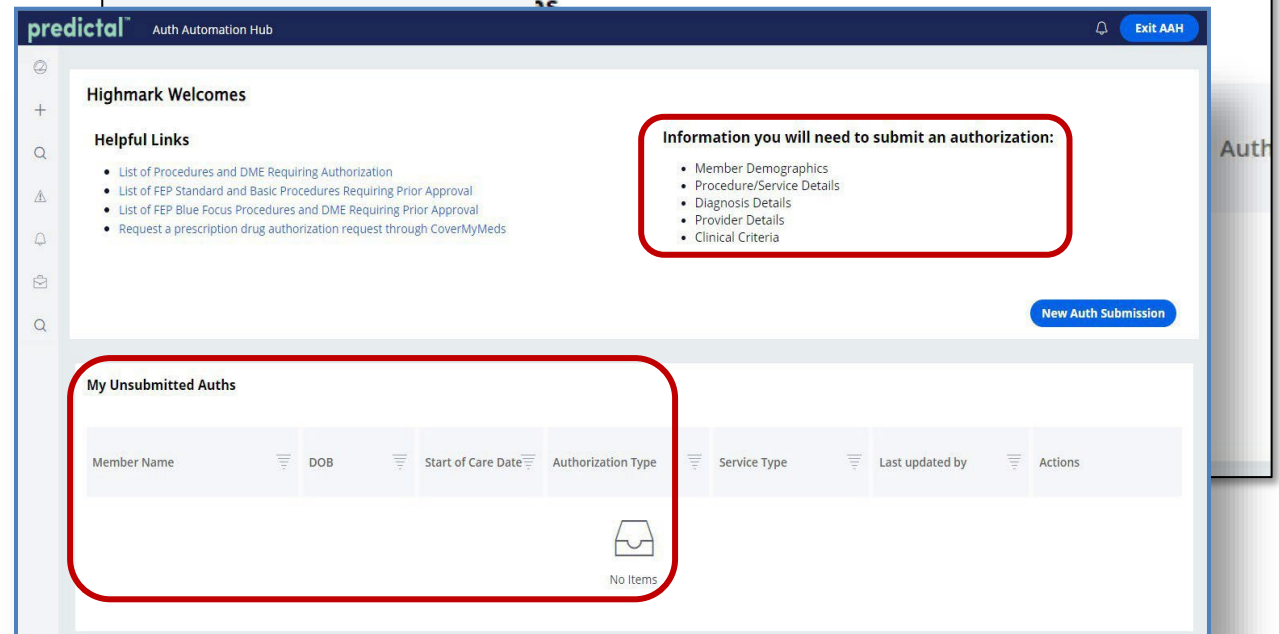 predictal™ Auth Automation Hub Exit AAH
Highmark Welcomes
Helpful Links
List of Procedures and DME Requiring Authorization
List of FEP Standard and Basic Procedures Requiring Prior Approval
List of FEP Blue Focus Procedures and DME Requiring Prior Approval
Request a prescription drug authorization request through CoverMyMeds
Information you will need to submit an authorization:
Member Demographics
Procedure/Service Details
Diagnosis Details
Provider Details
Clinical Criteria
New Auth Submission
Auth
My Unsubmitted Auths
Member Name DOB Start of Care Date Authorization Type Service Type Last updated by Actions
No Items